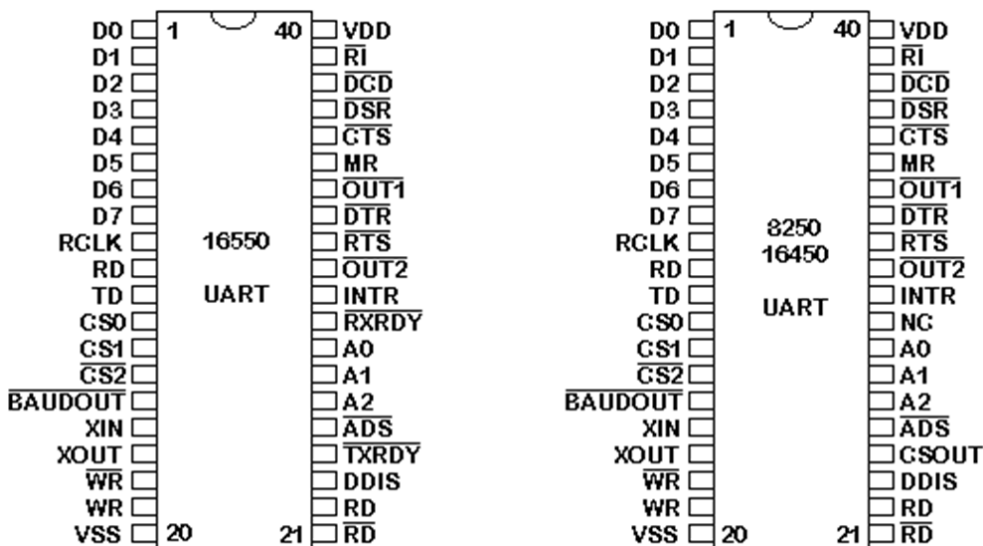 D0 1 40 VDD
D1 RI
D2 DCD
D3 DSR
D4 CTS
D5 MR
D6 OUT1
D7 DTR
RCLK 16550 RTS
RD OUT2
TD UART INTR
CS0 RXRDY
CS1 A0
CS2 A1
BAUDOUT A2
XIN ADS
XOUT TXRDY
WR DDIS
WR RD
VSS 20 21 RD
D0 1 40 VDD
D1 RI
D2 DCD
D3 DSR
D4 CTS
D5 MR
D6 OUT1
D7 DTR
8250
RCLK RTS
16450
RD OUT2
TD INTR
UART
CS0 NC
CS1 A0
CS2 A1
BAUDOUT A2
XIN ADS
XOUT CSOUT
WR DDIS
WR RD
VSS 20 21 RD